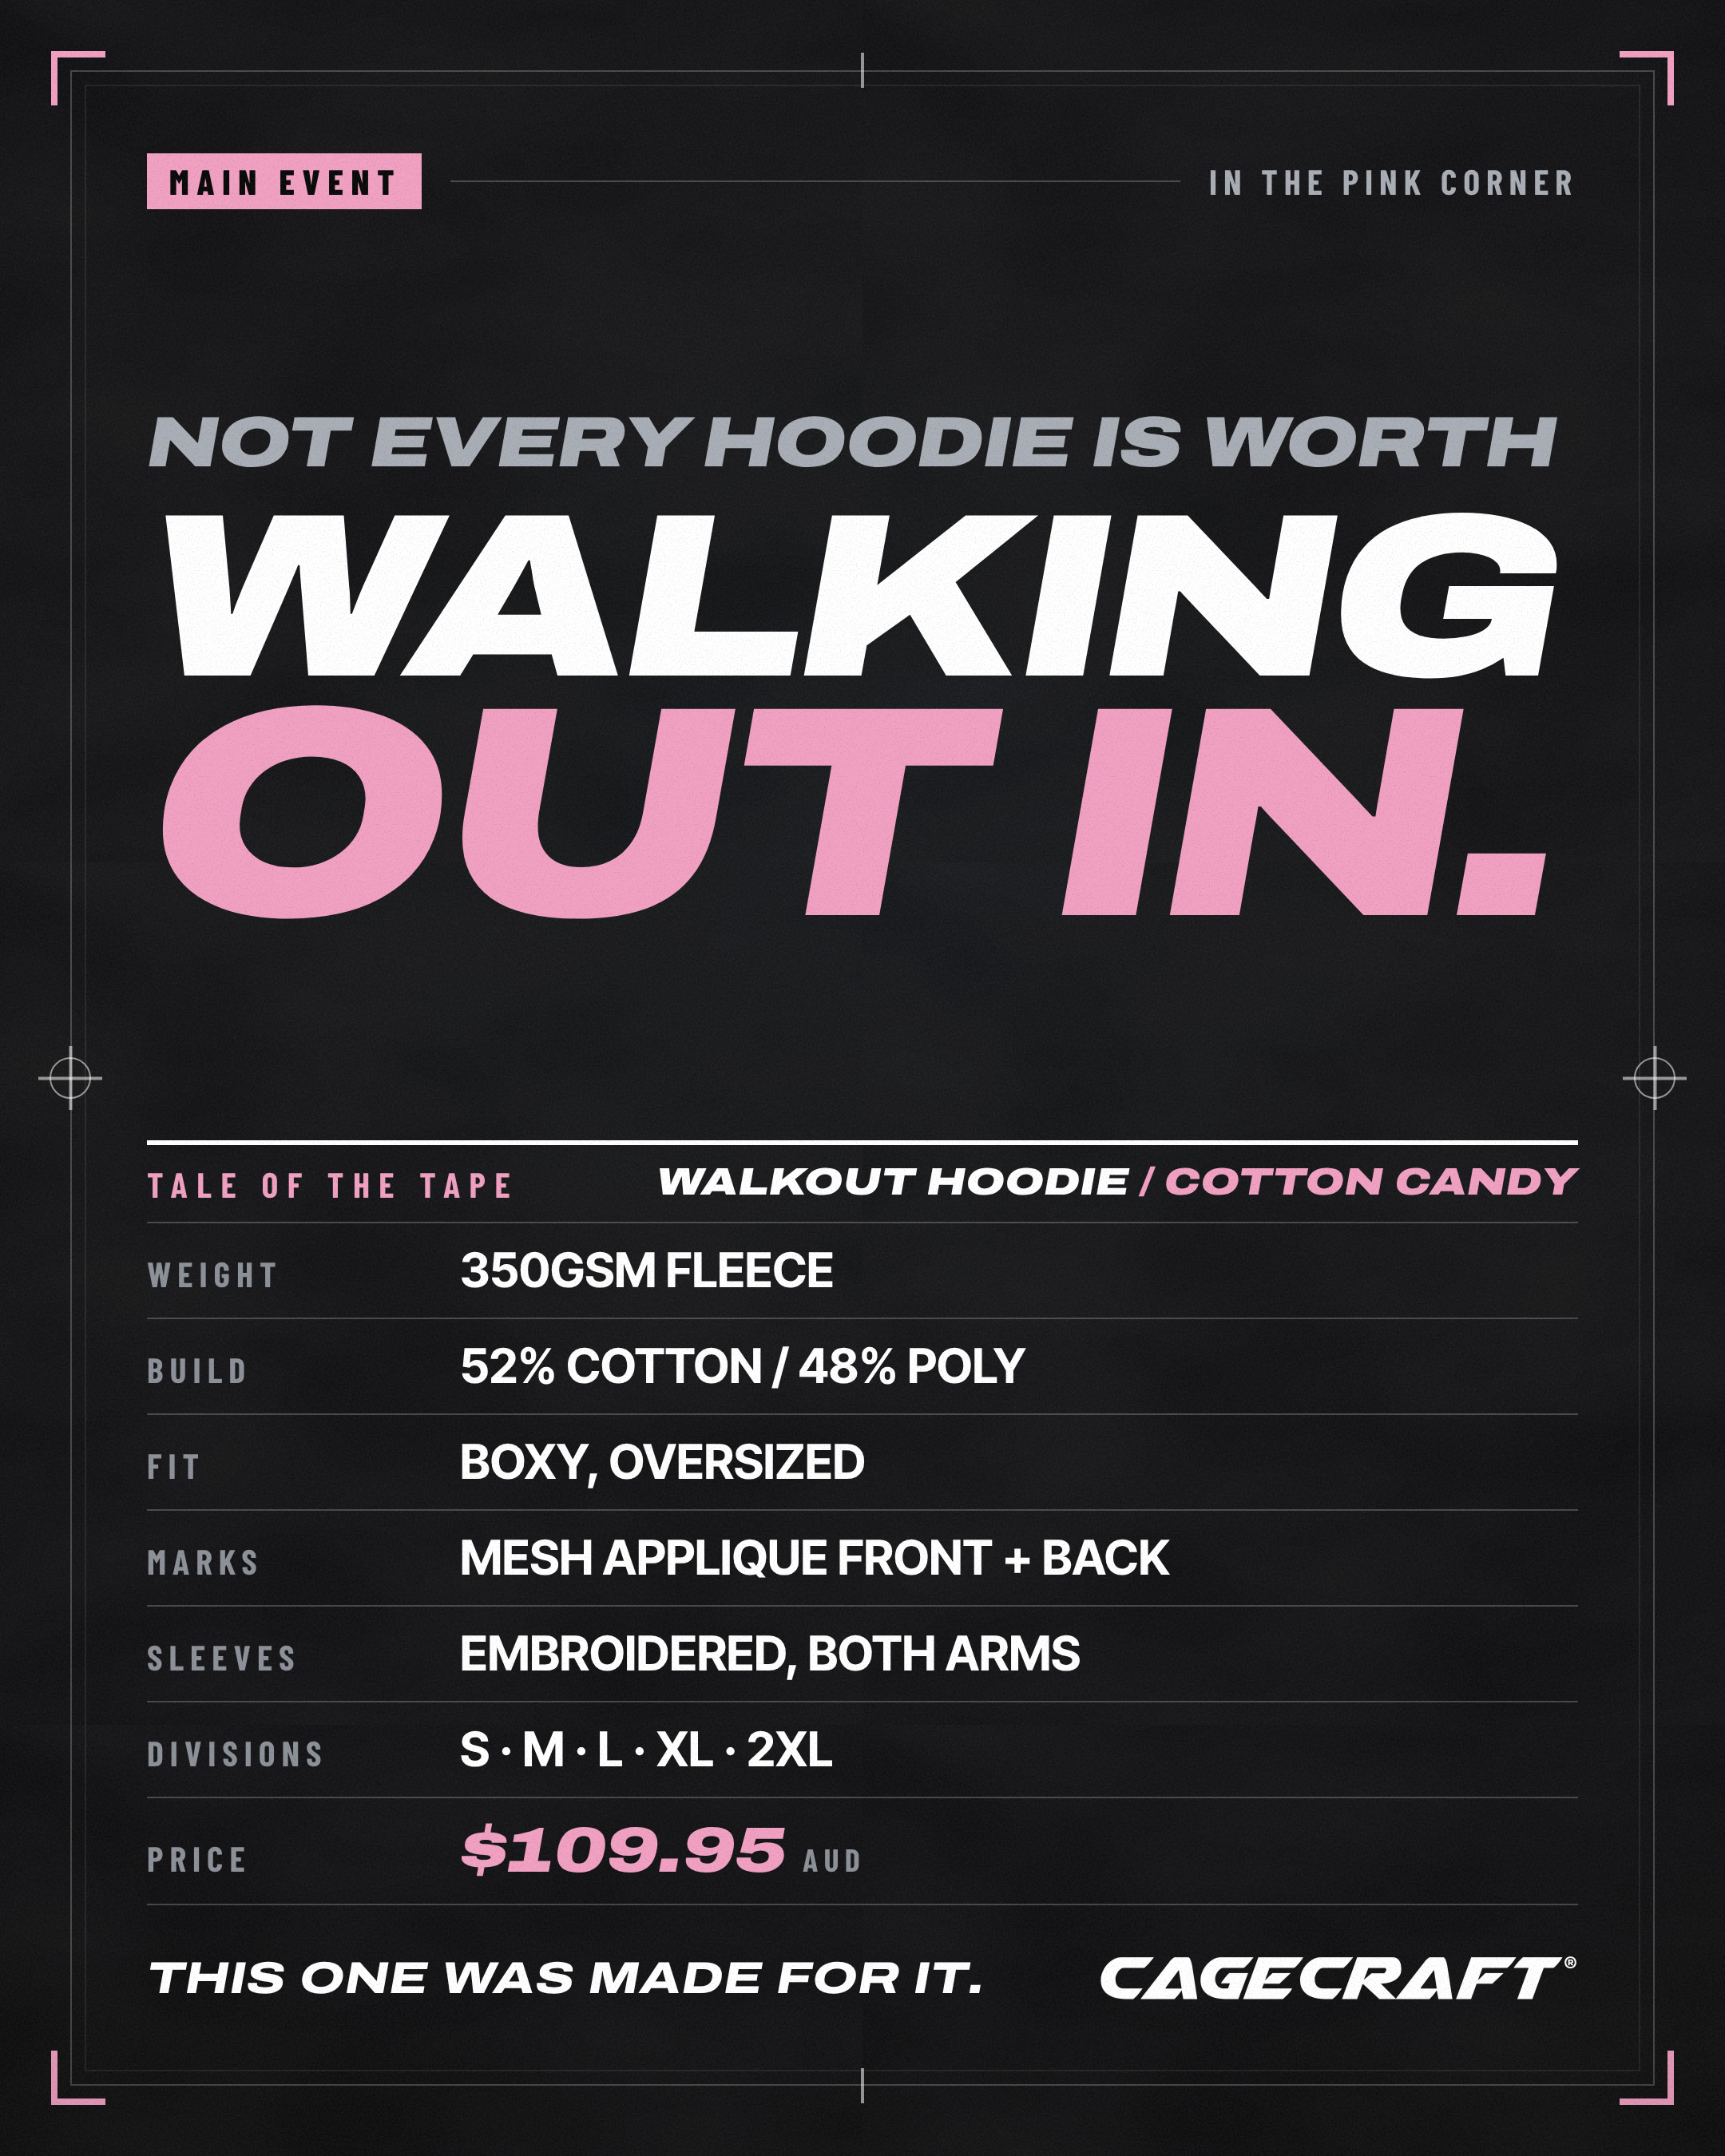 MAIN EVENT
IN THE PINK CORNER
NOT EVERY HOODIE IS WORTH
WALKING
OUT IN.
TALE OF THE TAPE
WALKOUT HOODIE / COTTON CANDY
WEIGHT 350GSM FLEECE
BUILD 52% COTTON / 48% POLY
FIT BOXY, OVERSIZED
MARKS MESH APPLIQUE FRONT + BACK
SLEEVES EMBROIDERED, BOTH ARMS
DIVISIONS S · M · L · XL · 2XL
PRICE $109.95 AUD
THIS ONE WAS MADE FOR IT.
CAGECRAFT®